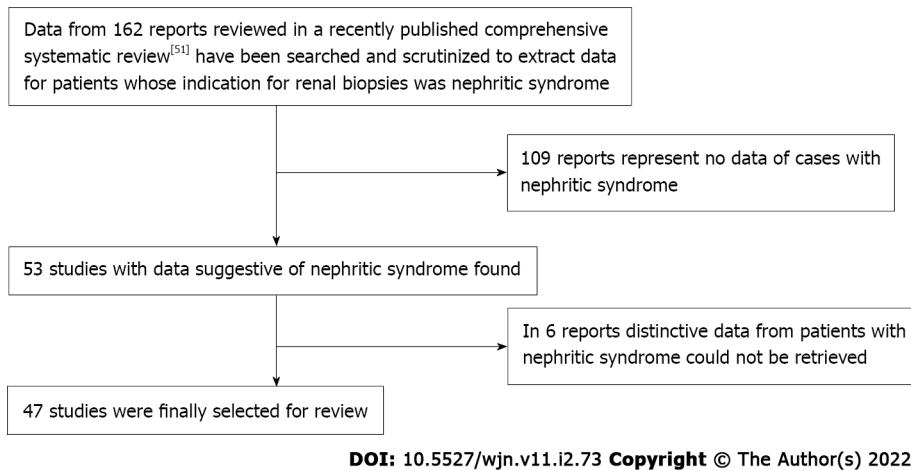 Data from 162 reports reviewed in a recently published comprehensive
systematic review[51] have been searched and scrutinized to extract data
for patients whose indication for renal biopsies was nephritic syndrome
109 reports represent no data of cases with
nephritic syndrome
53 studies with data suggestive of nephritic syndrome found
In 6 reports distinctive data from patients with
nephritic syndrome could not be retrieved
47 studies were finally selected for review
DOI: 10.5527/wjn.v11.i2.73 Copyright © The Author(s) 2022